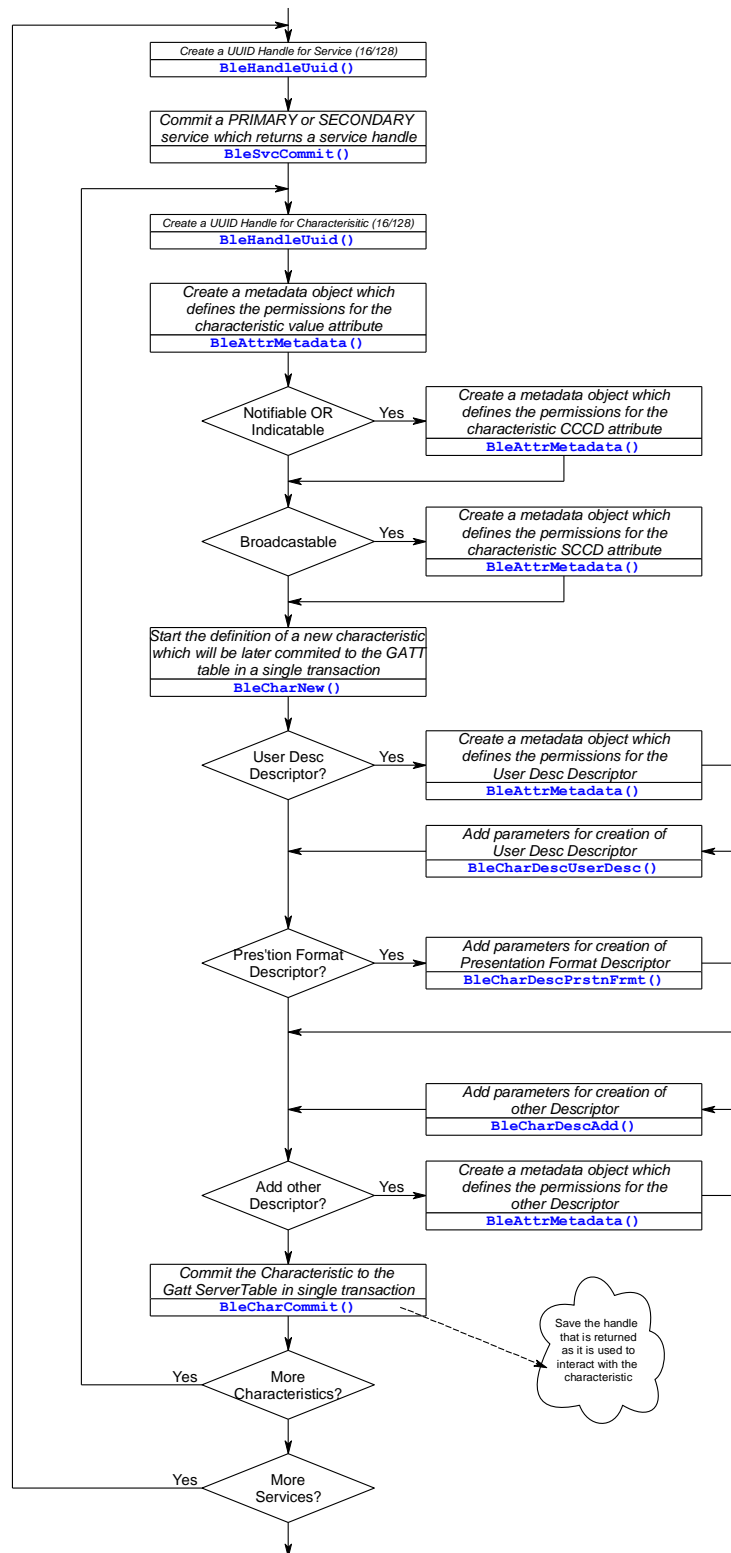 Create a UUID Handle for Service (16/128)
BleHandleUuid()
Commit a PRIMARY or SECONDARY
service which returns a service handle
BleSvcCommit()
Create a UUID Handle for Characterisitic (16/128)
BleHandleUuid()
Create a metadata object which
defines the permissions for the
characteristic value attribute
BleAttrMetadata()
Notifiable OR
Indicatable
Yes
Create a metadata object which
defines the permissions for the
characteristic CCCD attribute
BleAttrMetadata()
Broadcastable
Yes
Create a metadata object which
defines the permissions for the
characteristic SCCD attribute
BleAttrMetadata()
Start the definition of a new characteristic
which will be later commited to the GATT
table in a single transaction
BleCharNew()
User Desc
Descriptor?
Yes
Create a metadata object which
defines the permissions for the
User Desc Descriptor
BleAttrMetadata()
Add parameters for creation of
User Desc Descriptor
BleCharDescUserDesc()
Pres'tion Format
Descriptor?
Yes
Add parameters for creation of
Presentation Format Descriptor
BleCharDescPrstnFrmt()
Add parameters for creation of
other Descriptor
BleCharDescAdd()
Add other
Descriptor?
Yes
Create a metadata object which
defines the permissions for the
other Descriptor
BleAttrMetadata()
Commit the Characteristic to the
Gatt ServerTable in single transaction
BleCharCommit()
Save the handle
that is returned
as it is used to
interact with the
characteristic
Yes
More
Characteristics?
Yes
More
Services?